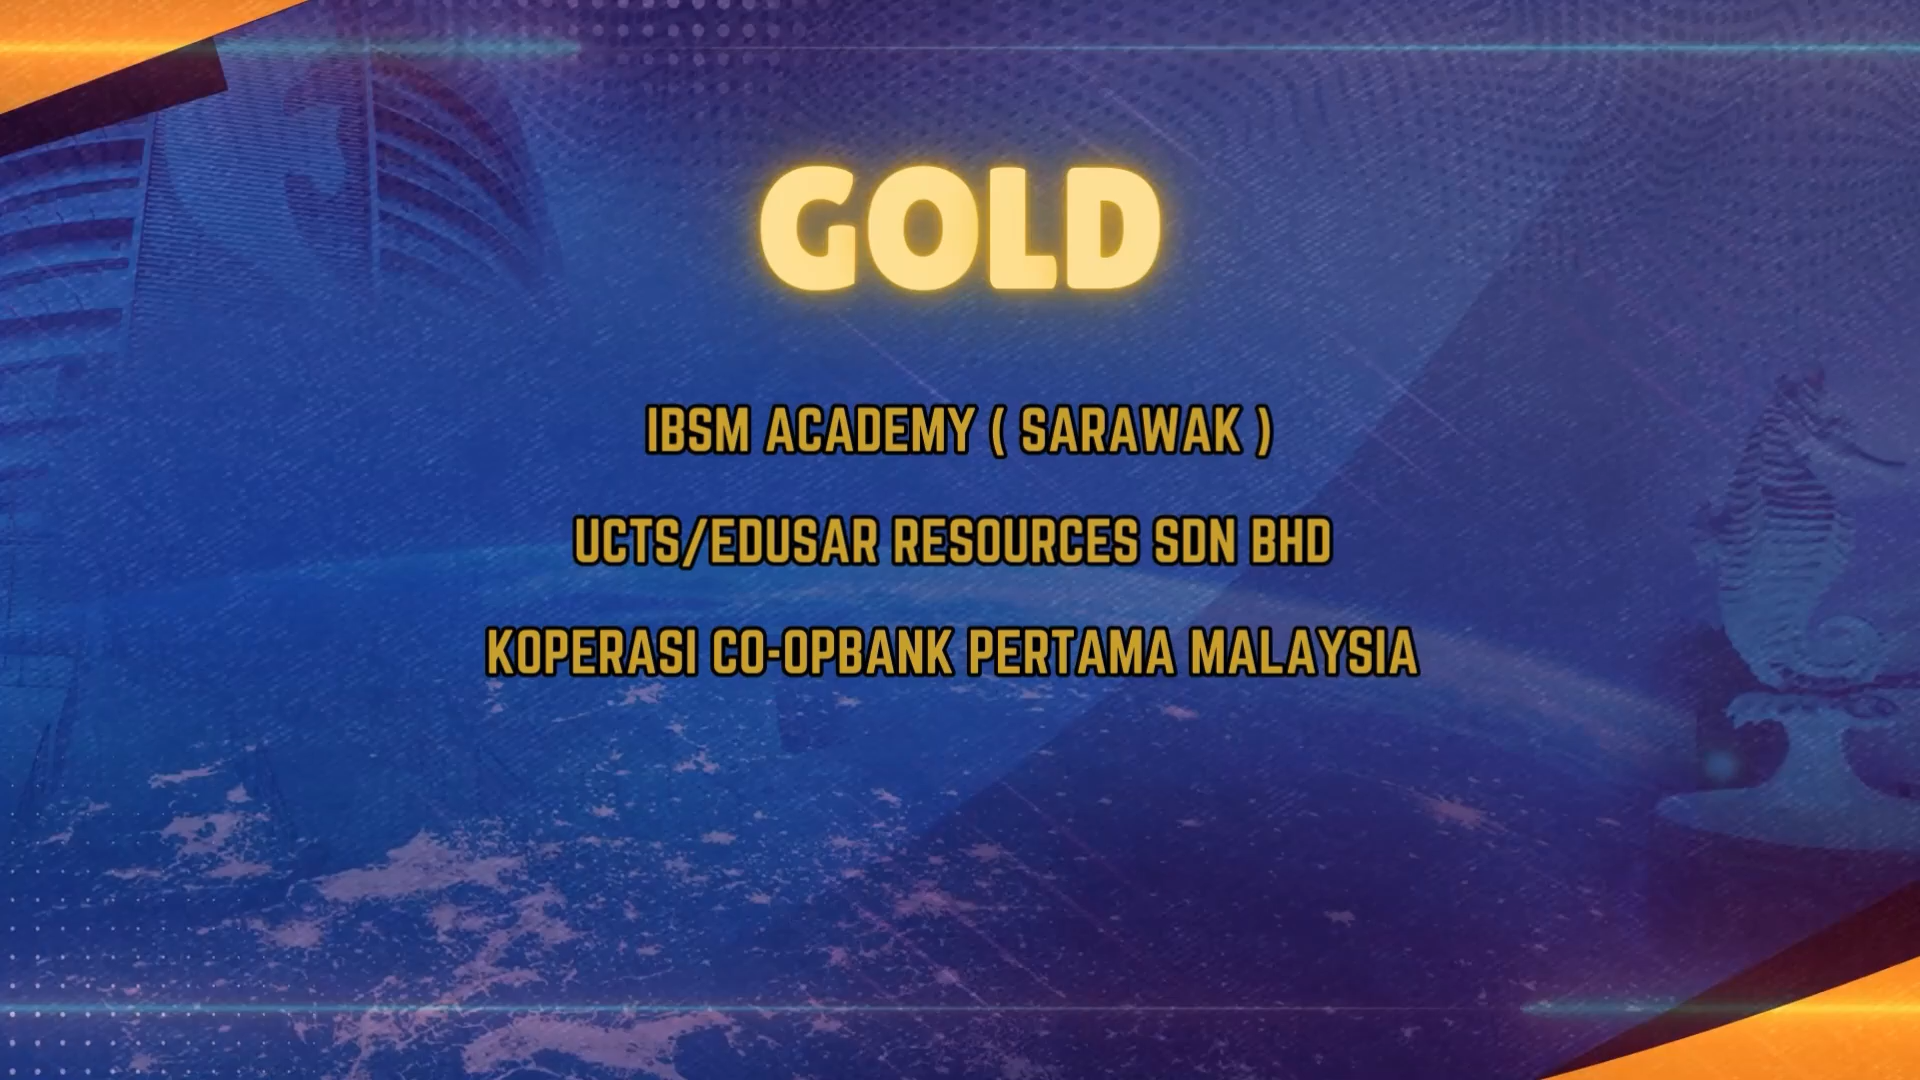 GOLD
IBSM ACADEMY ( SARAWAK )
UCTS/EDUSAR RESOURCES SDN BHD
KOPERASI CO-OPBANK PERTAMA MALAYSIA